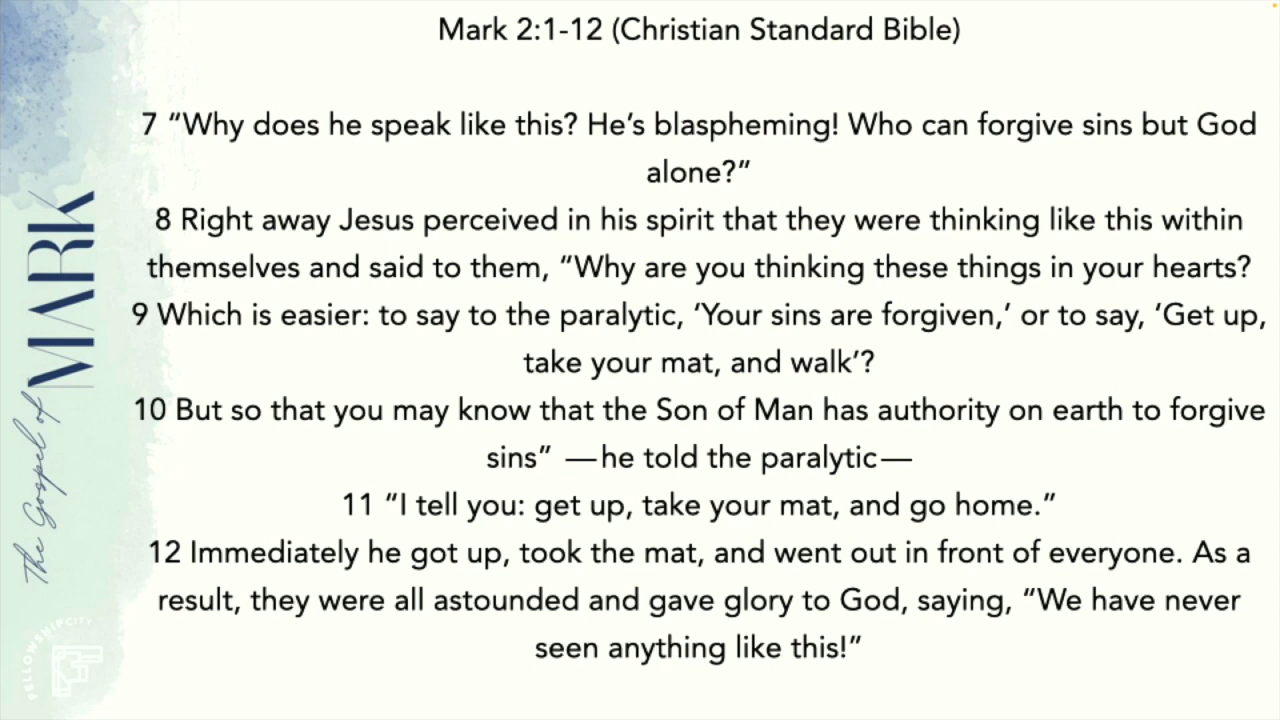 Mark 2:1-12 (Christian Standard Bible)
7 “Why does he speak like this? He’s blaspheming! Who can forgive sins but God
alone?”
8 Right away Jesus perceived in his spirit that they were thinking like this within
themselves and said to them, “Why are you thinking these things in your hearts?
9 Which is easier: to say to the paralytic, ‘Your sins are forgiven,’ or to say, ‘Get up,
take your mat, and walk’?
10 But so that you may know that the Son of Man has authority on earth to forgive
sins” —he told the paralytic—
11 “I tell you: get up, take your mat, and go home.”
12 Immediately he got up, took the mat, and went out in front of everyone. As a
result, they were all astounded and gave glory to God, saying, “We have never
seen anything like this!”
The Gospel of
MARK
FELLOWSHIPCITY